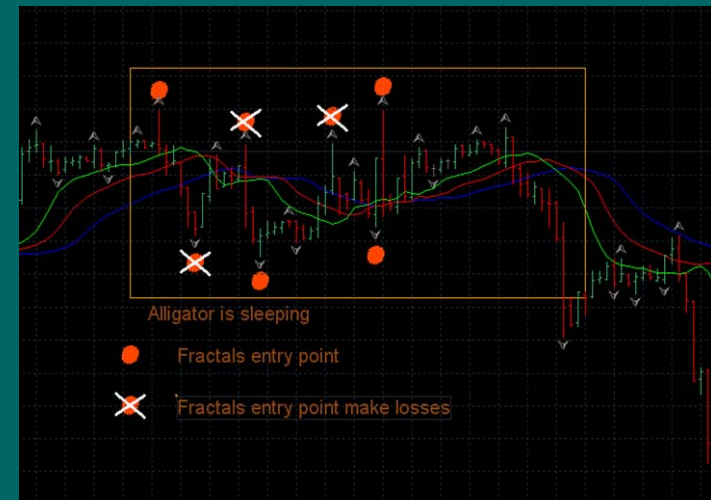 Alligator is sleeping
Fractals entry point
Fractals entry point make losses